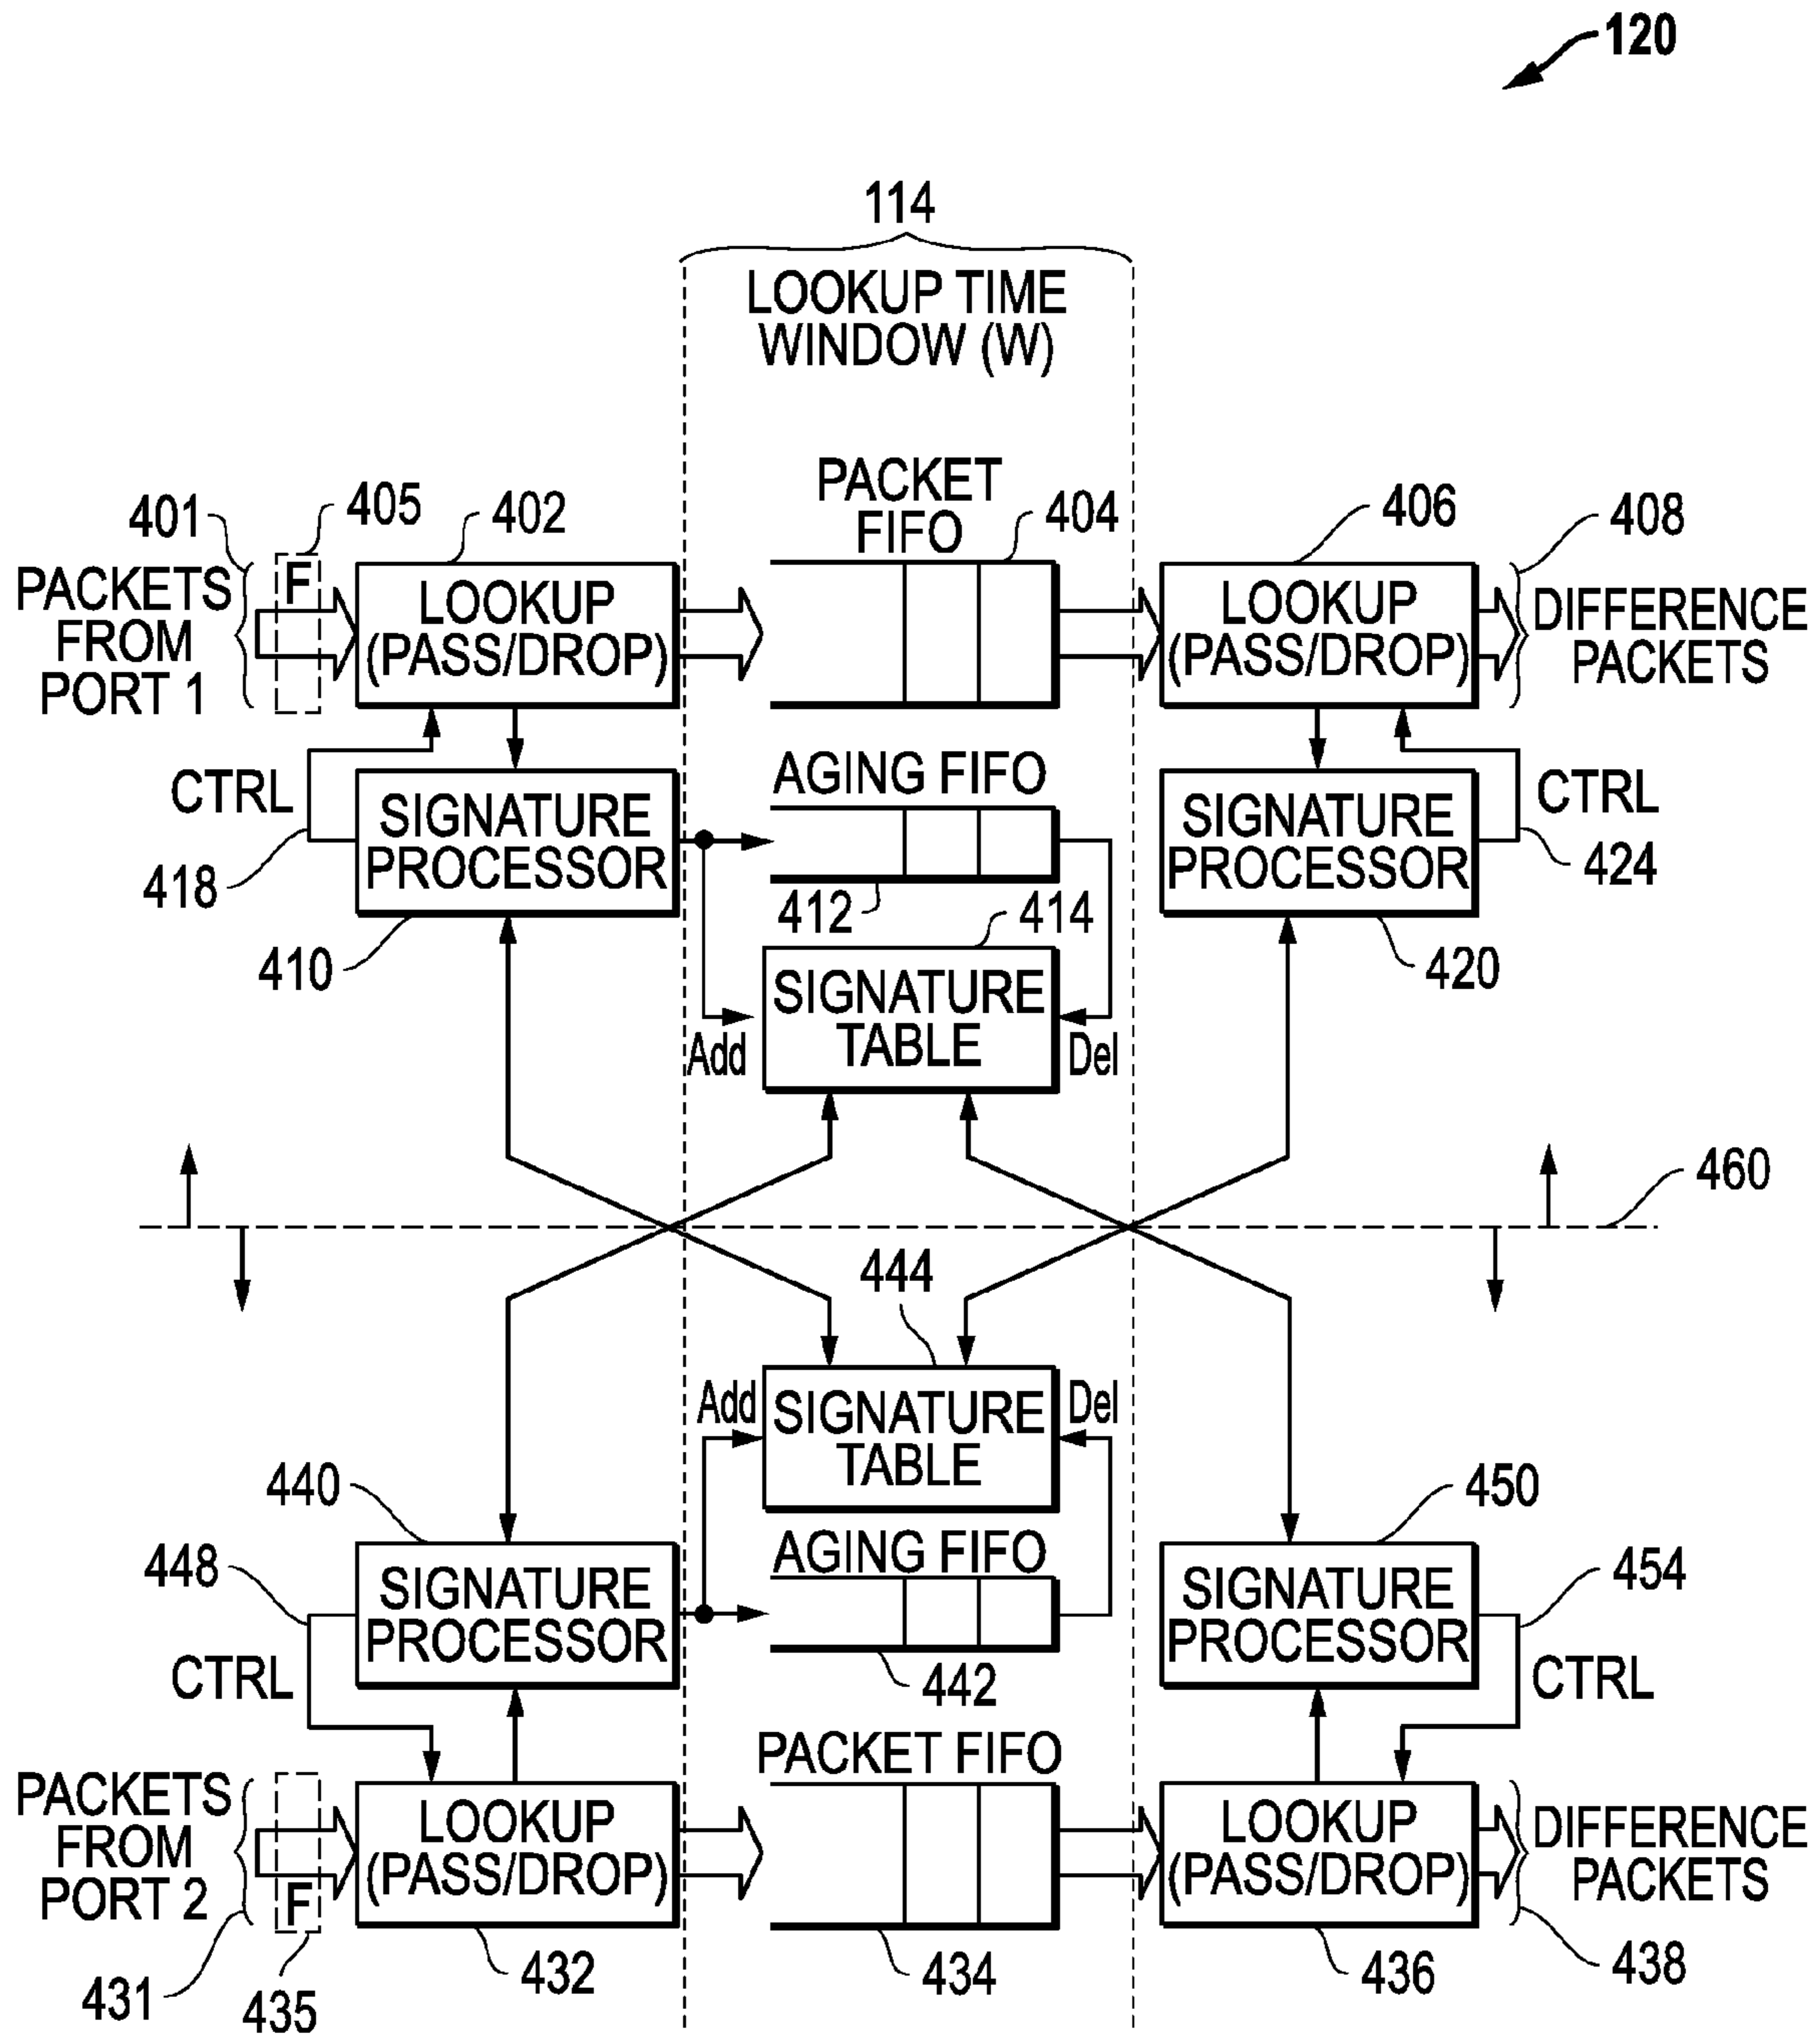 120
114
LOOKUP TIME
WINDOW (W)
PACKET
FIFO
401
405
402
404
406
408
PACKETS
FROM
PORT 1
F
LOOKUP
(PASS/DROP)
LOOKUP
(PASS/DROP)
DIFFERENCE
PACKETS
CTRL
418
SIGNATURE
PROCESSOR
410
AGING FIFO
412
414
SIGNATURE
TABLE
Add
Del
SIGNATURE
PROCESSOR
420
CTRL
424
460
444
Add
SIGNATURE
TABLE
Del
440
448
SIGNATURE
PROCESSOR
CTRL
AGING FIFO
442
450
454
SIGNATURE
PROCESSOR
CTRL
PACKET FIFO
PACKETS
FROM
PORT 2
F
LOOKUP
(PASS/DROP)
LOOKUP
(PASS/DROP)
DIFFERENCE
PACKETS
431
435
432
434
436
438